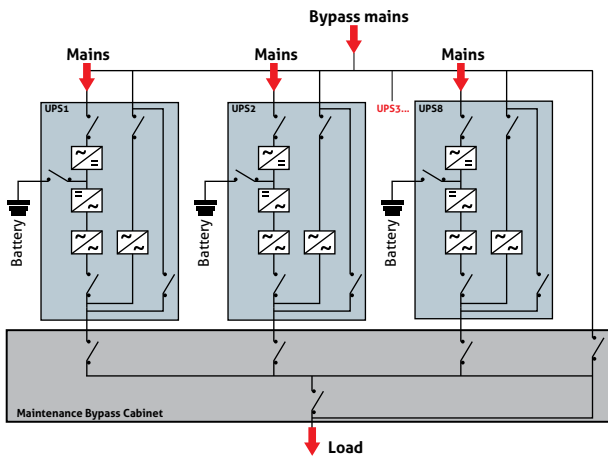 Bypass mains
Mains
Mains
Mains
UPS1
UPS2
UPS3...
UPS8
Battery
Battery
Battery
Maintenance Bypass Cabinet
Load